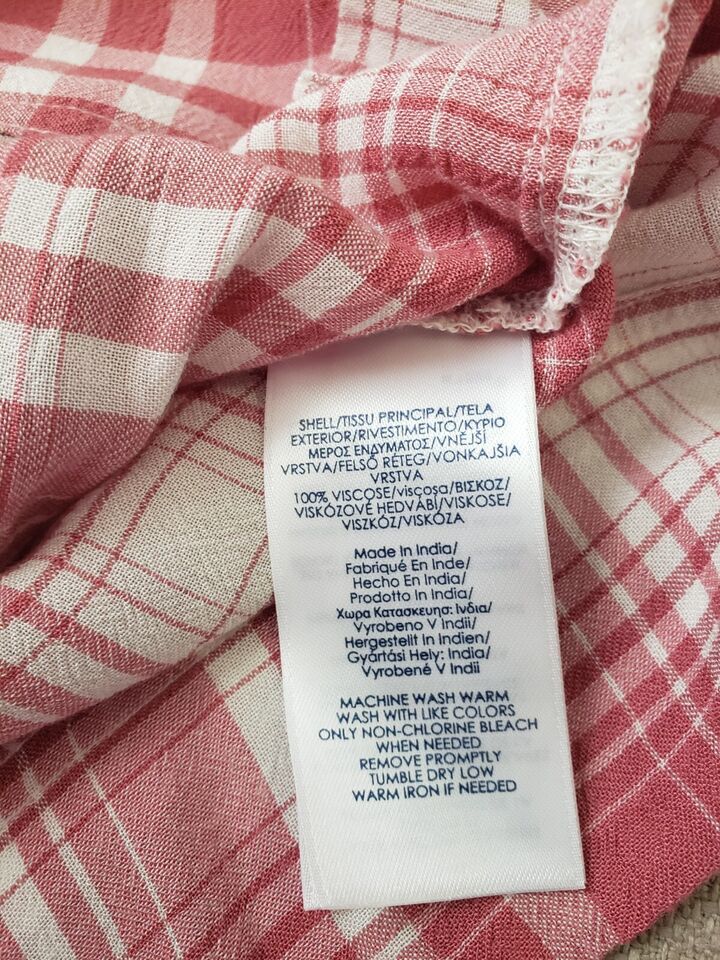 SHELL/TISSU PRINCIPAL/TELA
EXTERIOR/RIVESTIMENTO/ΚΥΡΙΟ
ΜΕΡΟΣ ΕΝΔΥΜΑΤΟΣ/VNĚJŠÍ
VRSTVA/FELSŐ RÉTEG/VONKAJŠIA
VRSTVA
100% VISCOSE/viscosa/ΒΙΣΚΟΖ/
VISKÓZOVÉ HEDVÁBÍ/VISKOSE/
VISZKÓZ/VISKÓZA
Made In India/
Fabriqué En Inde/
Hecho En India/
Prodotto In India/
Χωρα Κατασκευησ: Ινδια/
Vyrobeno V Indii/
Hergestellt In Indien/
Gyártási Hely: India/
Vyrobené V Indii
MACHINE WASH WARM
WASH WITH LIKE COLORS
ONLY NON-CHLORINE BLEACH
WHEN NEEDED
REMOVE PROMPTLY
TUMBLE DRY LOW
WARM IRON IF NEEDED